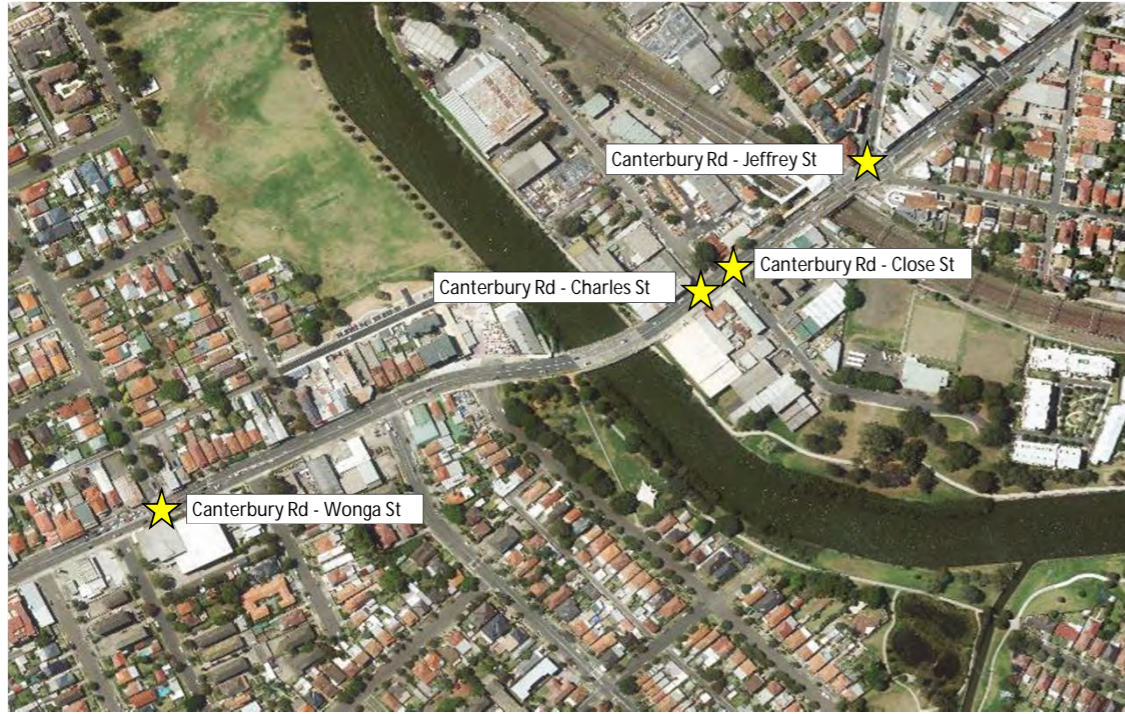 Canterbury Rd - Jeffrey St
Canterbury Rd - Close St
Canterbury Rd - Charles St
Canterbury Rd - Wonga St